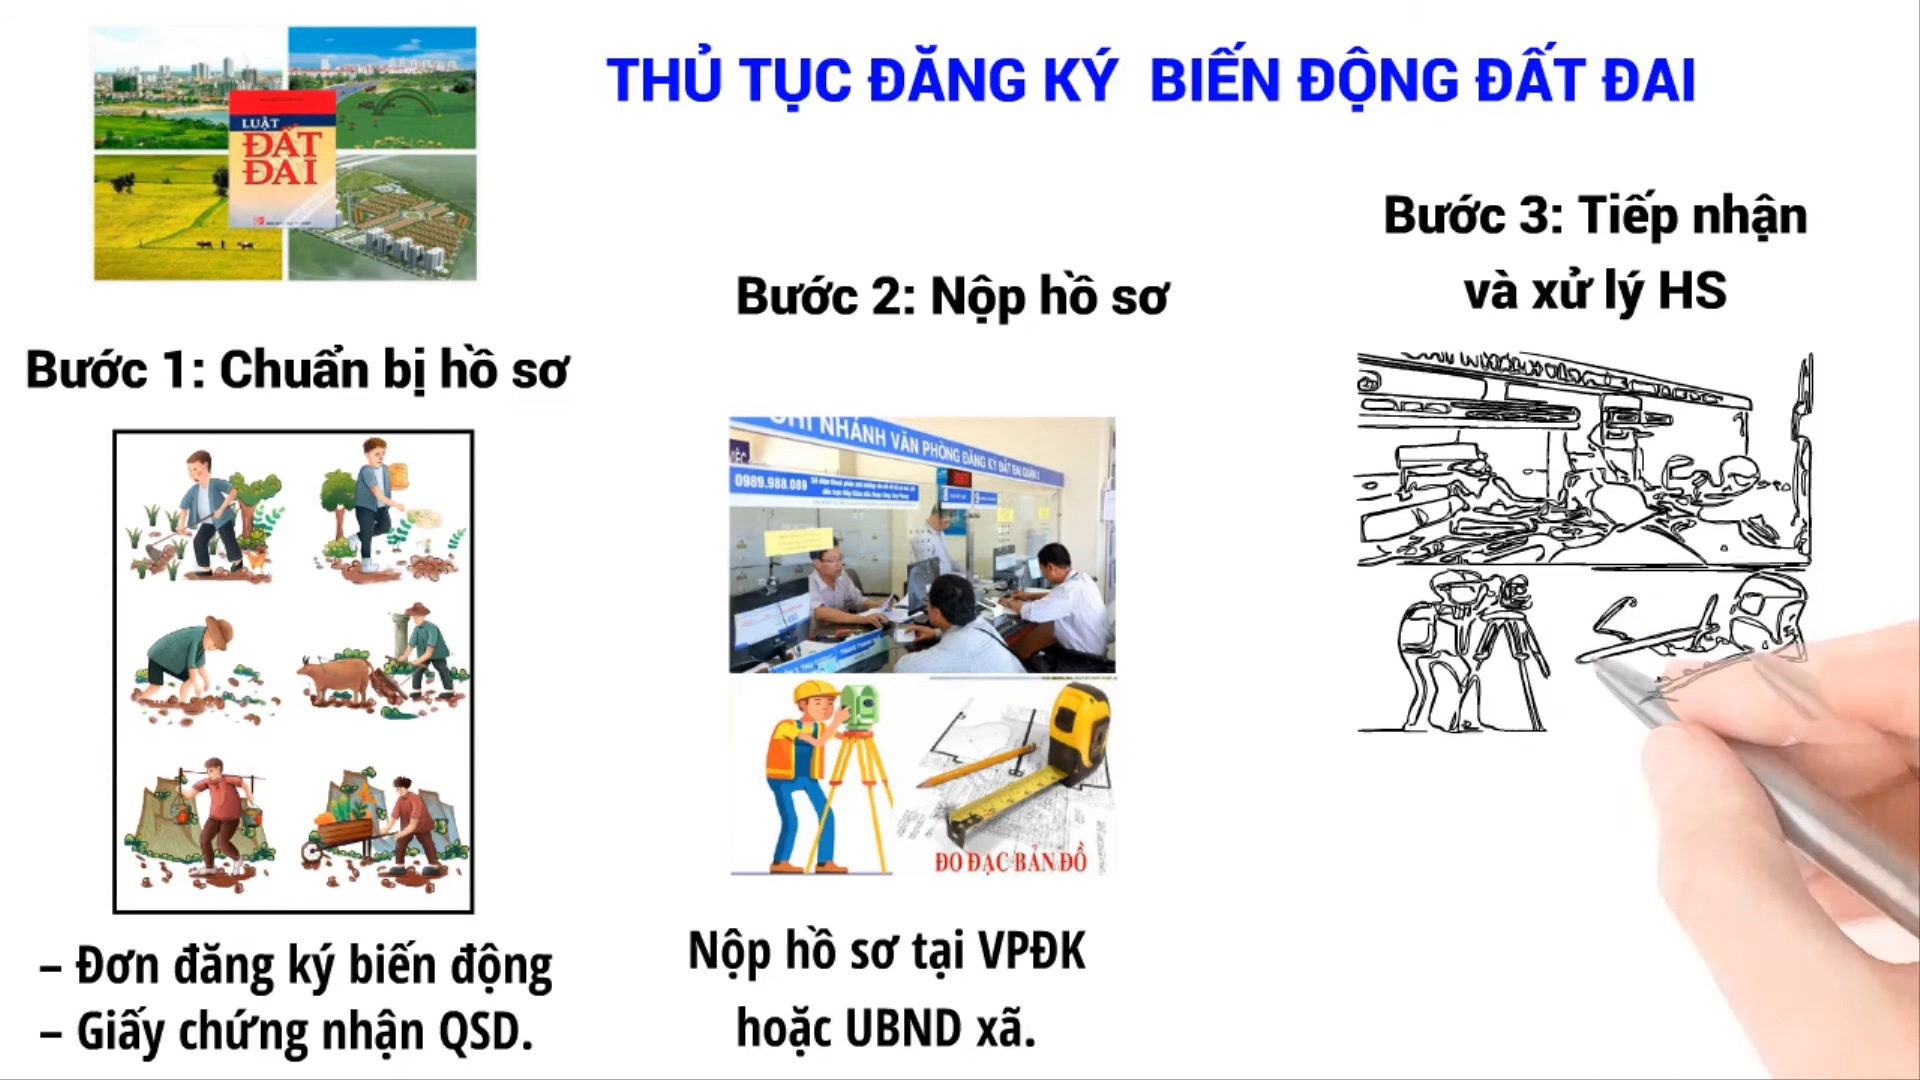 THỦ TỤC ĐĂNG KÝ BIẾN ĐỘNG ĐẤT ĐAI
LUẬT
ĐẤT
ĐAI
Bước 1: Chuẩn bị hồ sơ
– Đơn đăng ký biến động
– Giấy chứng nhận QSD.
Bước 2: Nộp hồ sơ
CHI NHÁNH VĂN PHÒNG ĐĂNG KÝ ĐẤT ĐAI QUẬN
0989.988.089
ĐO ĐẠC BẢN ĐỒ
Nộp hồ sơ tại VPĐK
hoặc UBND xã.
Bước 3: Tiếp nhận
và xử lý HS